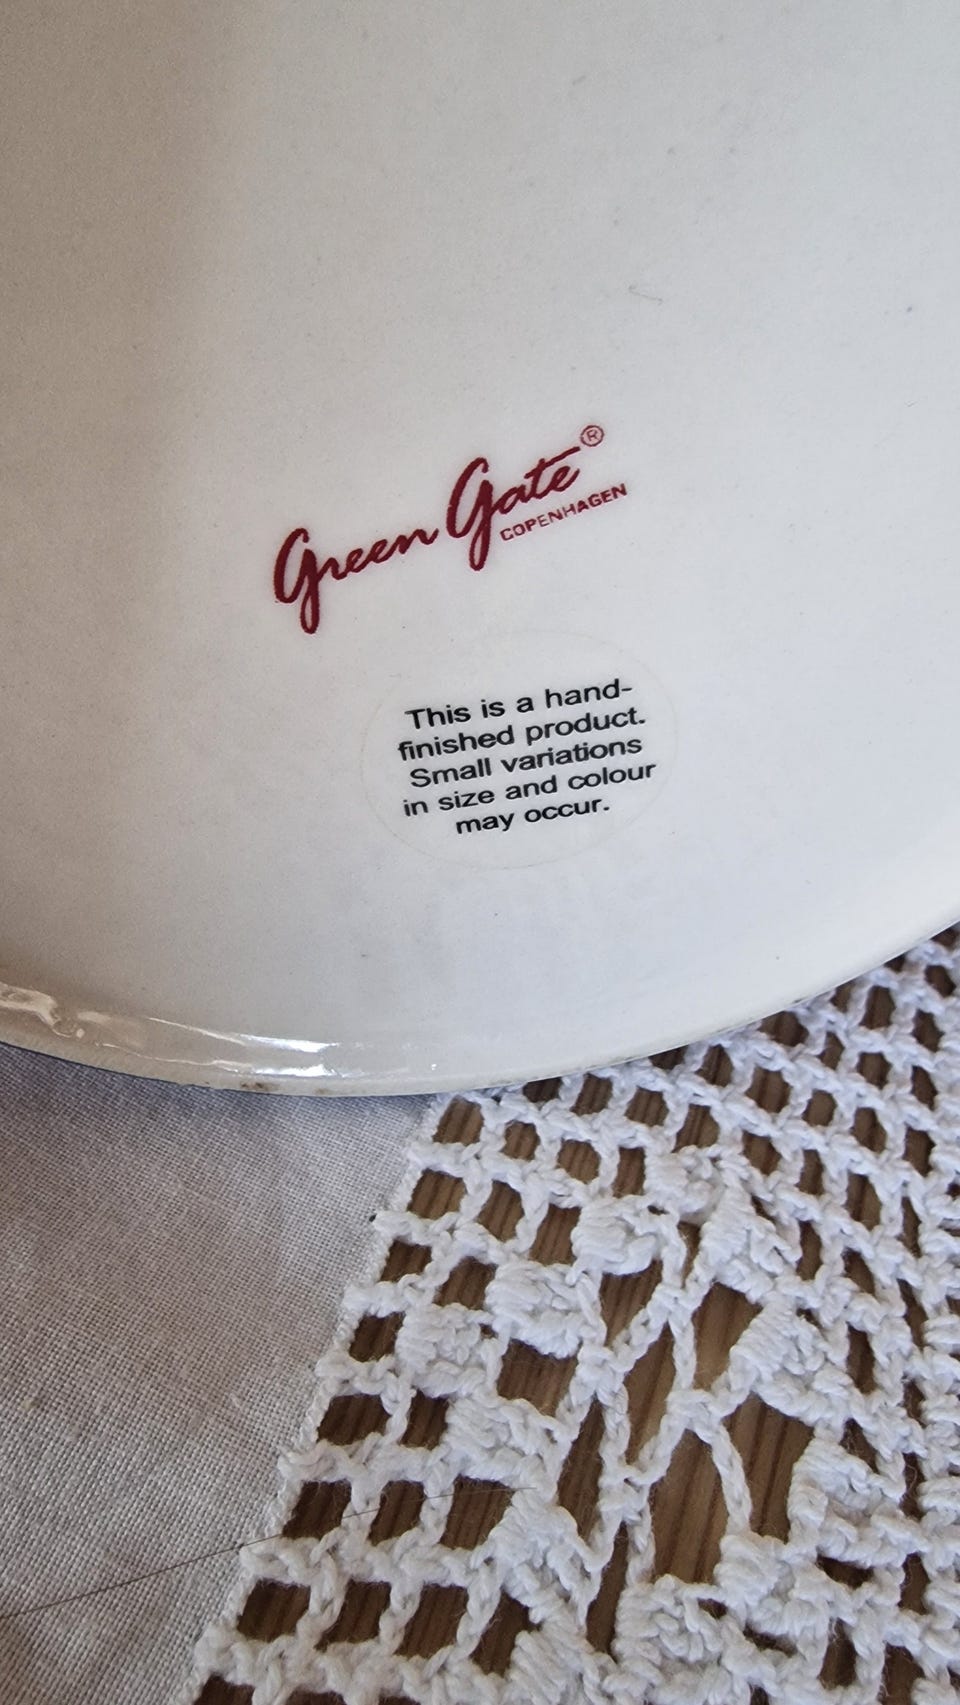 Green Gate®
COPENHAGEN
This is a hand-
finished product.
Small variations
in size and colour
may occur.